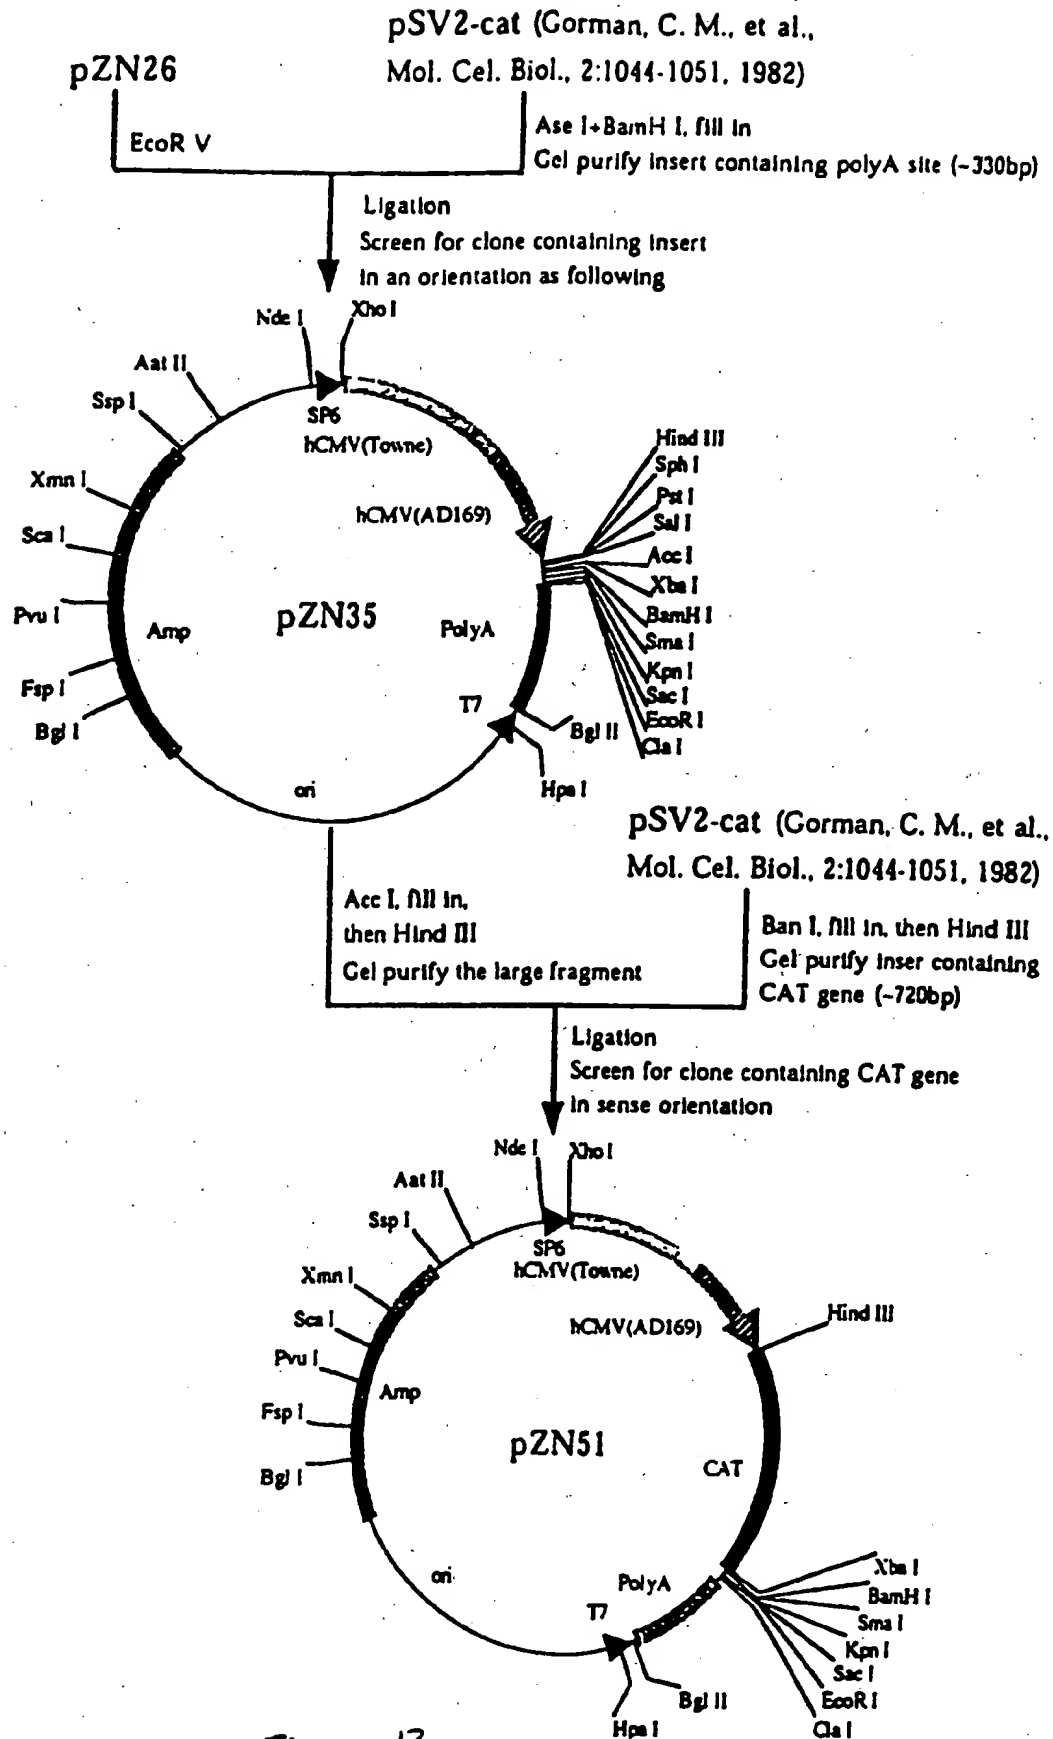 pSV2-cat (Gorman, C. M., et al.,
pZN26
Mol. Cel. Biol., 2:1044-1051, 1982)
EcoR V
Ase I+BamH I, fill in
Gel purify insert containing polyA site (~330bp)
Ligation
Screen for clone containing insert
in an orientation as following
Nde I
Xho I
Aat II
Ssp I
Xmn I
Sca I
Pvu I
Fsp I
Bgl I
SP6
hCMV(Towne)
hCMV(AD169)
Hind III
Sph I
Pst I
Sal I
Acc I
Xba I
BamH I
Sma I
Kpn I
Sac I
EcoR I
Cla I
Amp
pZN35
PolyA
T7
Bgl II
Hpa I
ori
pSV2-cat (Gorman, C. M., et al.,
Mol. Cel. Biol., 2:1044-1051, 1982)
Acc I, fill in,
then Hind III
Gel purify the large fragment
Ban I, fill in, then Hind III
Gel purify inser containing
CAT gene (~720bp)
Ligation
Screen for clone containing CAT gene
in sense orientation
Nde I
Xho I
Aat II
Ssp I
Xmn I
Sca I
Pvu I
Fsp I
Bgl I
SP6
hCMV(Towne)
hCMV(AD169)
Hind III
Amp
pZN51
CAT
ori
PolyA
T7
Xba I
BamH I
Sma I
Kpn I
Sac I
EcoR I
Cla I
Bgl II
Hpa I